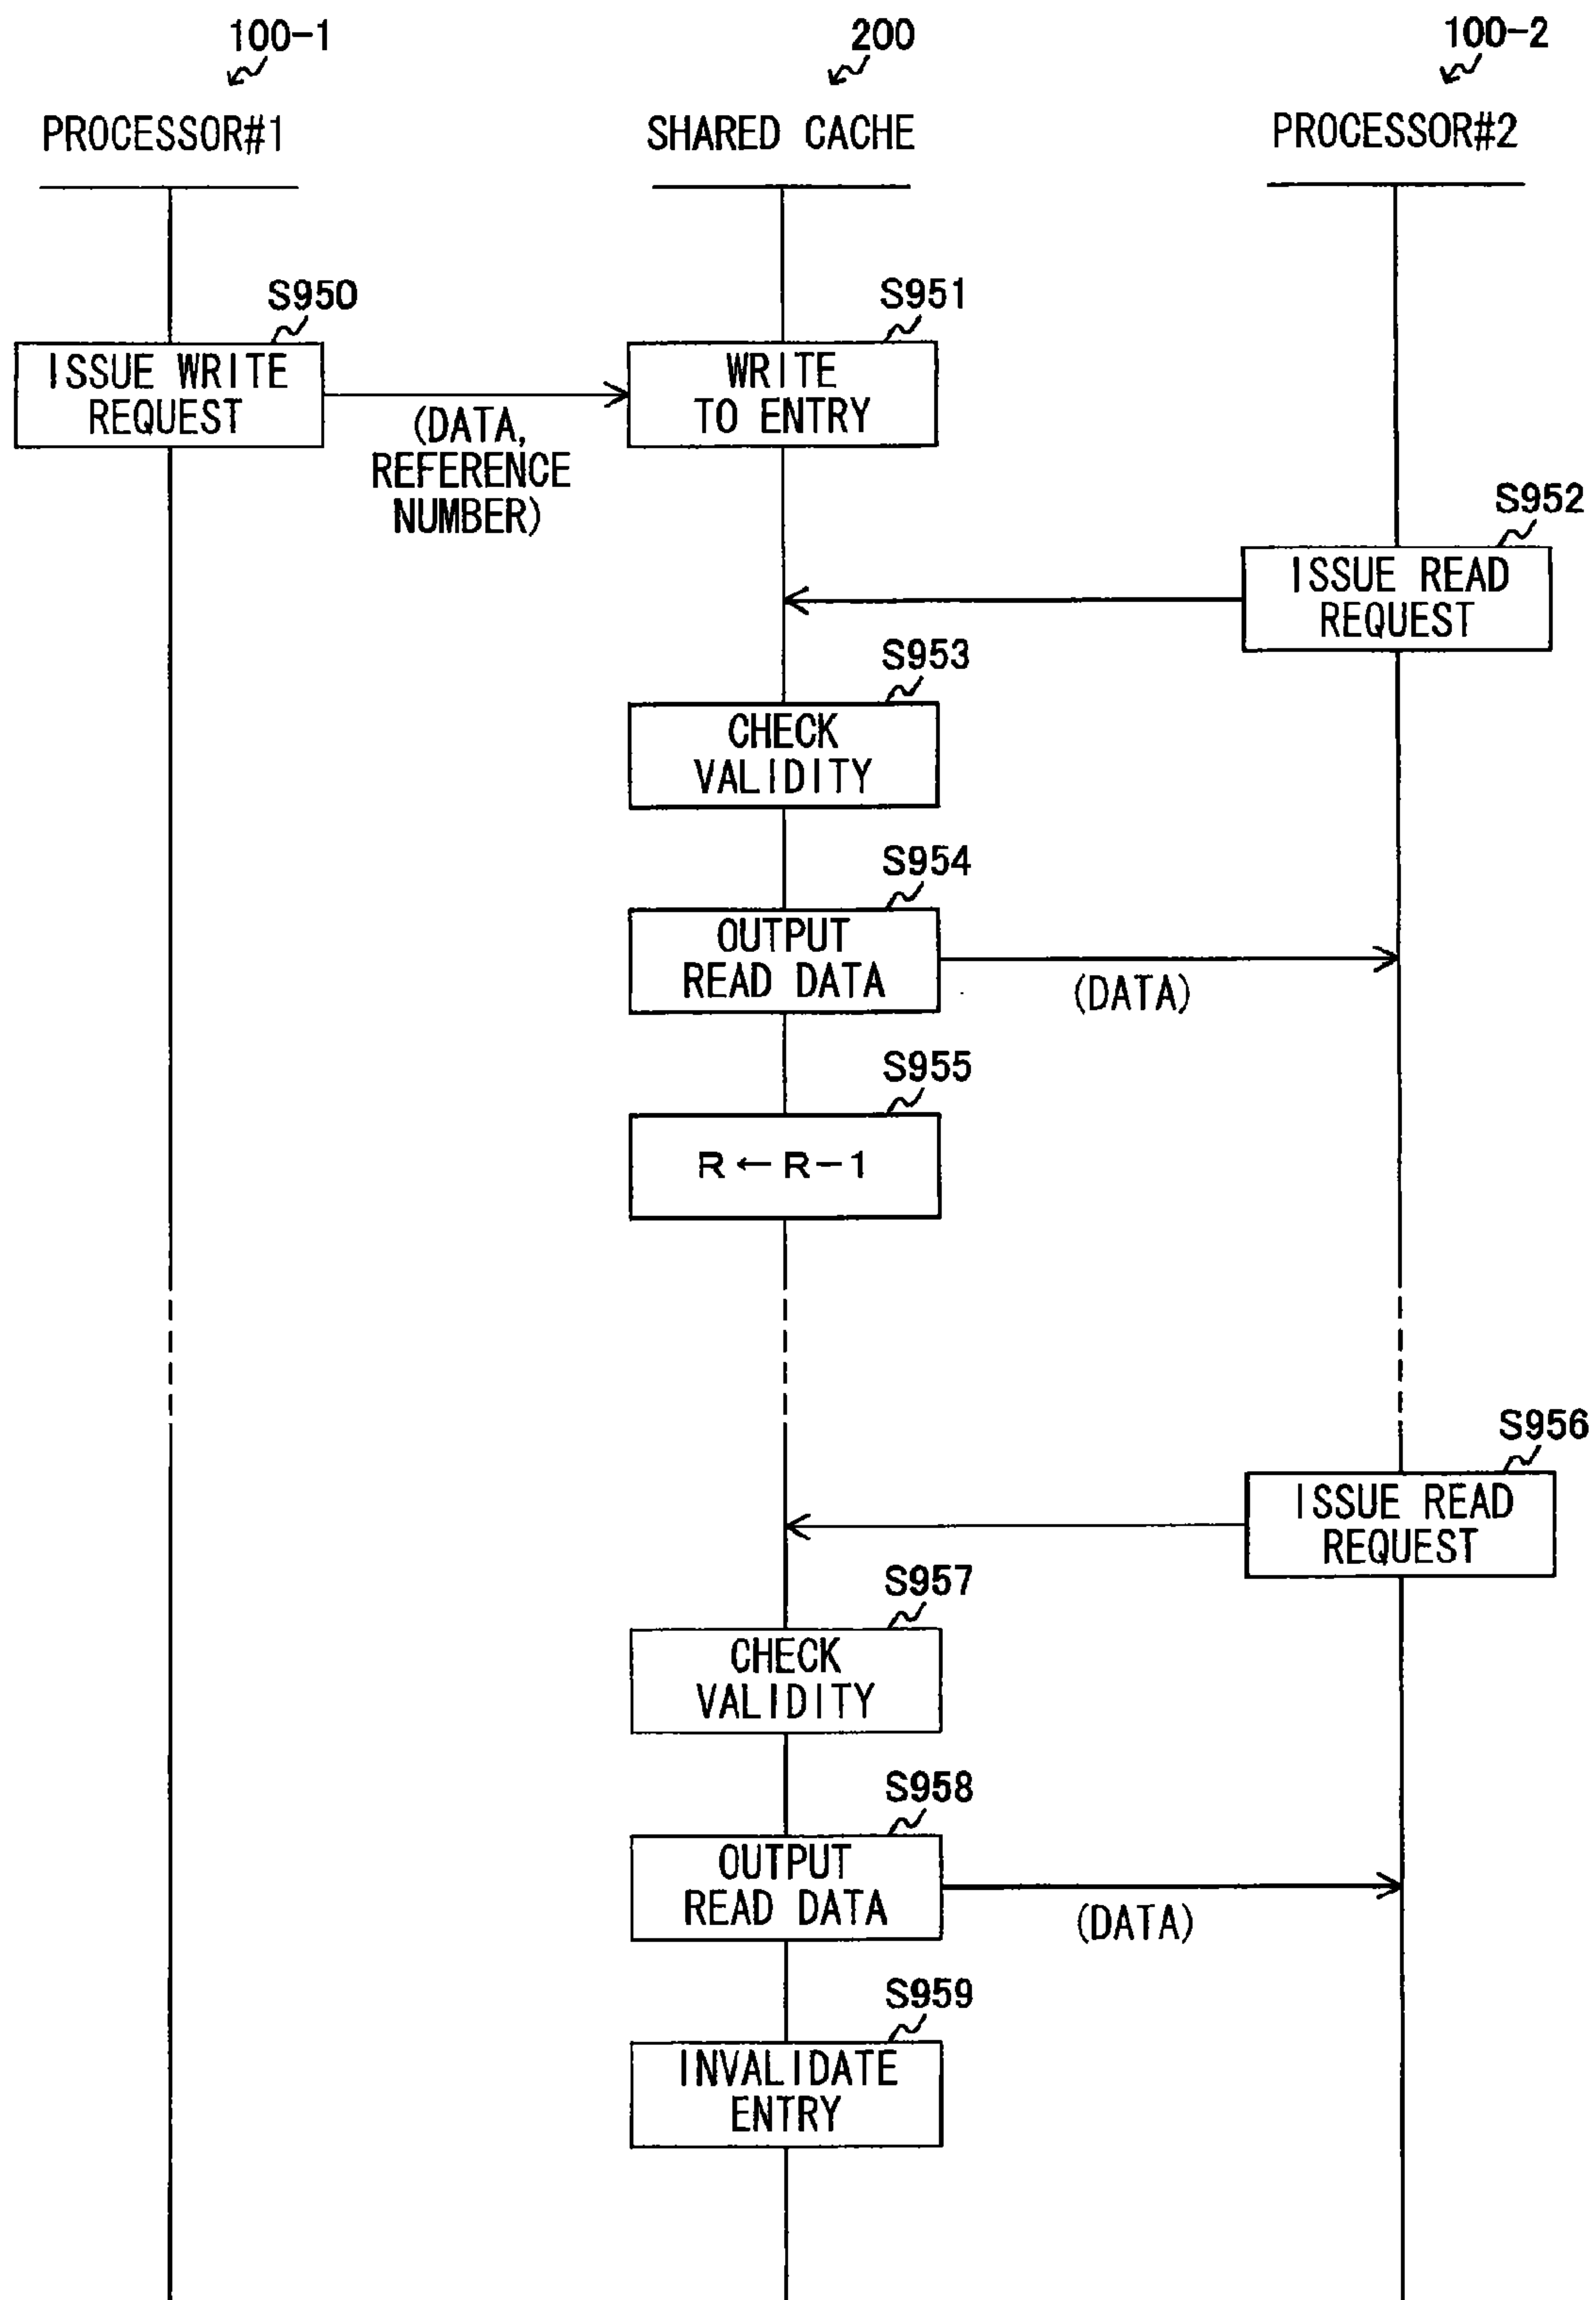 100-1
200
100-2
PROCESSOR#1
SHARED CACHE
PROCESSOR#2
S950
S951
ISSUE WRITE
REQUEST
(DATA,
REFERENCE
NUMBER)
WRITE
TO ENTRY
S952
ISSUE READ
REQUEST
S953
CHECK
VALIDITY
S954
OUTPUT
READ DATA
(DATA)
S955
R←R−1
S956
ISSUE READ
REQUEST
S957
CHECK
VALIDITY
S958
OUTPUT
READ DATA
(DATA)
S959
INVALIDATE
ENTRY